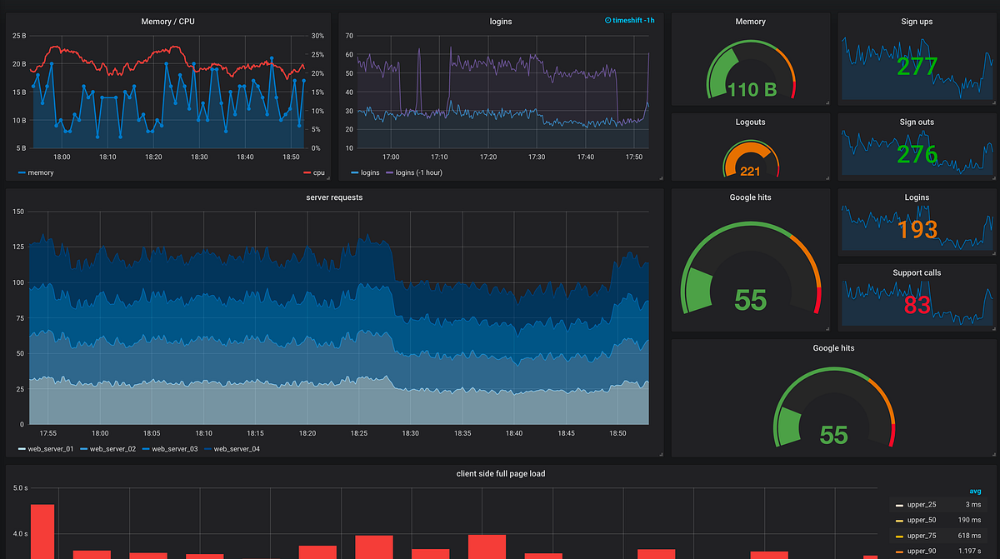 Memory / CPU
25 B
20 B
15 B
10 B
5 B
30%
25%
20%
15%
10%
5%
0%
18:00 18:10 18:20 18:30 18:40 18:50
memory cpu
logins
timeshift -1h
70
60
50
40
30
20
10
17:00 17:10 17:20 17:30 17:40 17:50
logins logins (-1 hour)
Memory
110 B
Sign ups
277
Logouts
221
Sign outs
276
server requests
150
125
100
75
50
25
0
17:55 18:00 18:05 18:10 18:15 18:20 18:25 18:30 18:35 18:40 18:45 18:50
web_server_01 web_server_02 web_server_03 web_server_04
Google hits
55
Logins
193
Support calls
83
Google hits
55
client side full page load
5.0 s
4.0 s
avg
upper_25 3 ms
upper_50 190 ms
upper_75 618 ms
upper_90 1.197 s